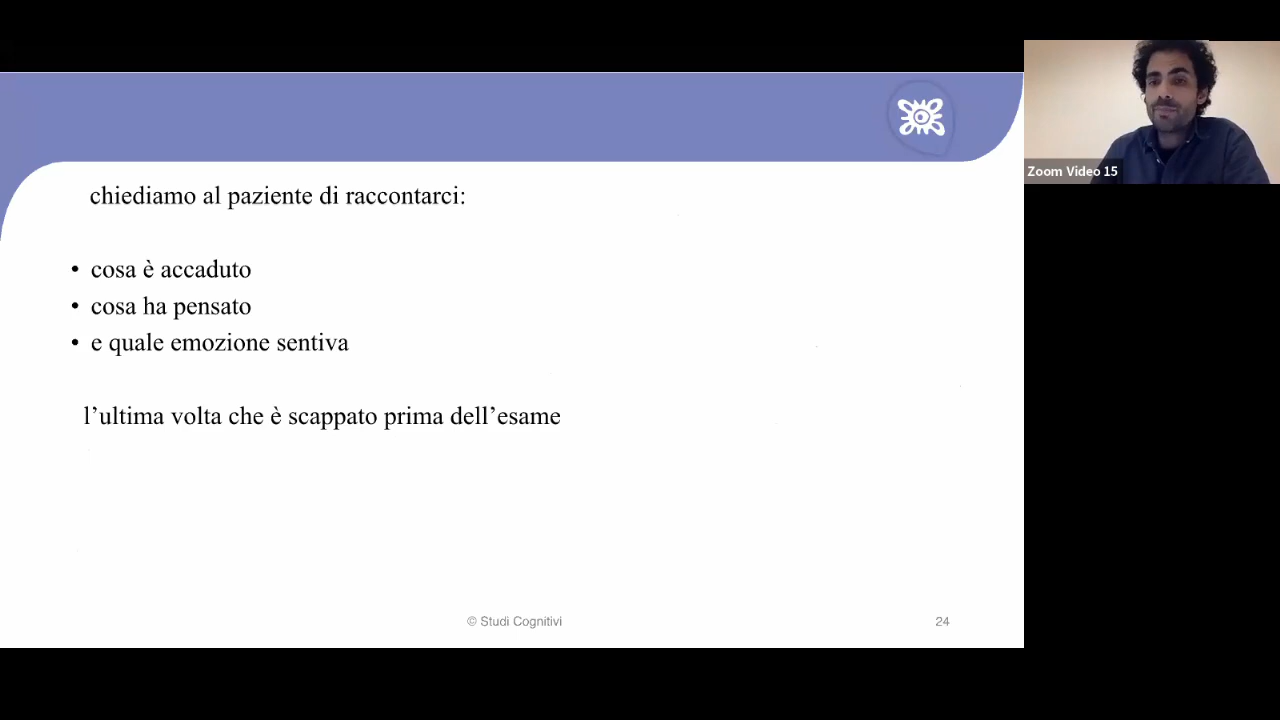 Zoom Video 15
chiediamo al paziente di raccontarci:
• cosa è accaduto
• cosa ha pensato
• e quale emozione sentiva
l’ultima volta che è scappato prima dell’esame
© Studi Cognitivi
24